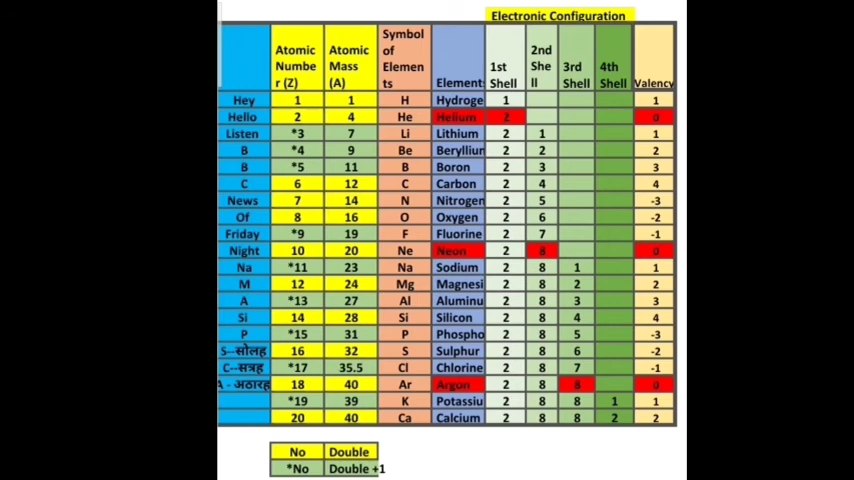 Electronic Configuration
Atomic Numbe r (Z) Atomic Mass (A) Symbol of Elemen ts Element 1st Shell 2nd She ll 3rd Shell 4th Shell Valency
Hey 1 1 H Hydroge 1 1
Hello 2 4 He Helium 2 0
Listen *3 7 Li Lithium 2 1 1
B *4 9 Be Berylliun 2 2 2
B *5 11 B Boron 2 3 3
C 6 12 C Carbon 2 4 4
News 7 14 N Nitrogen 2 5 -3
Of 8 16 O Oxygen 2 6 -2
Friday *9 19 F Fluorine 2 7 -1
Night 10 20 Ne Neon 2 8 0
Na *11 23 Na Sodium 2 8 1 1
M 12 24 Mg Magnesi 2 8 2 2
A *13 27 Al Aluminu 2 8 3 3
Si 14 28 Si Silicon 2 8 4 4
P *15 31 P Phospho 2 8 5 -3
S--सोलह 16 32 S Sulphur 2 8 6 -2
C--सत्रह *17 35.5 Cl Chlorine 2 8 7 -1
A - अठारह 18 40 Ar Argon 2 8 8 0
*19 39 K Potassiu 2 8 8 1 1
20 40 Ca Calcium 2 8 8 2 2
No Double
*No Double +1